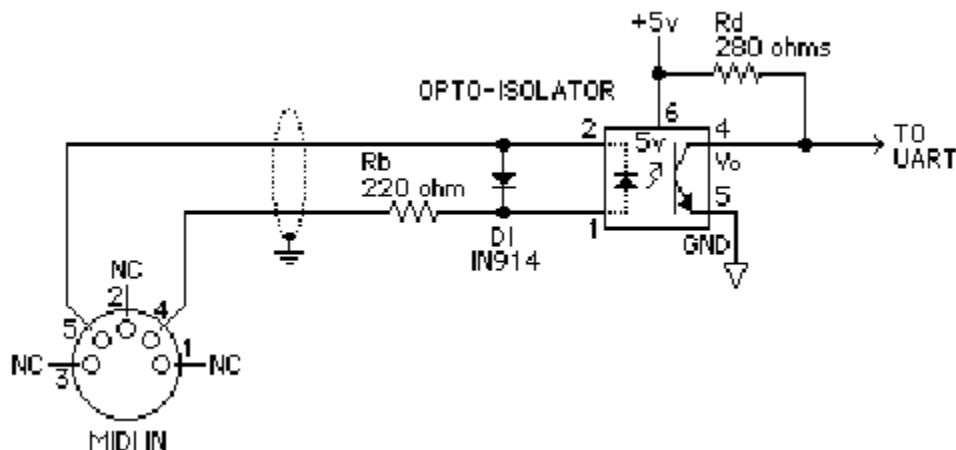 +5v
Rd
280 ohms
OPTO-ISOLATOR
6
2
5v
4
TO
UART
Vo
Rb
220 ohm
5
1
GND
D1
IN914
NC
2
4
5
1
NC
3
NC
MIDI IN